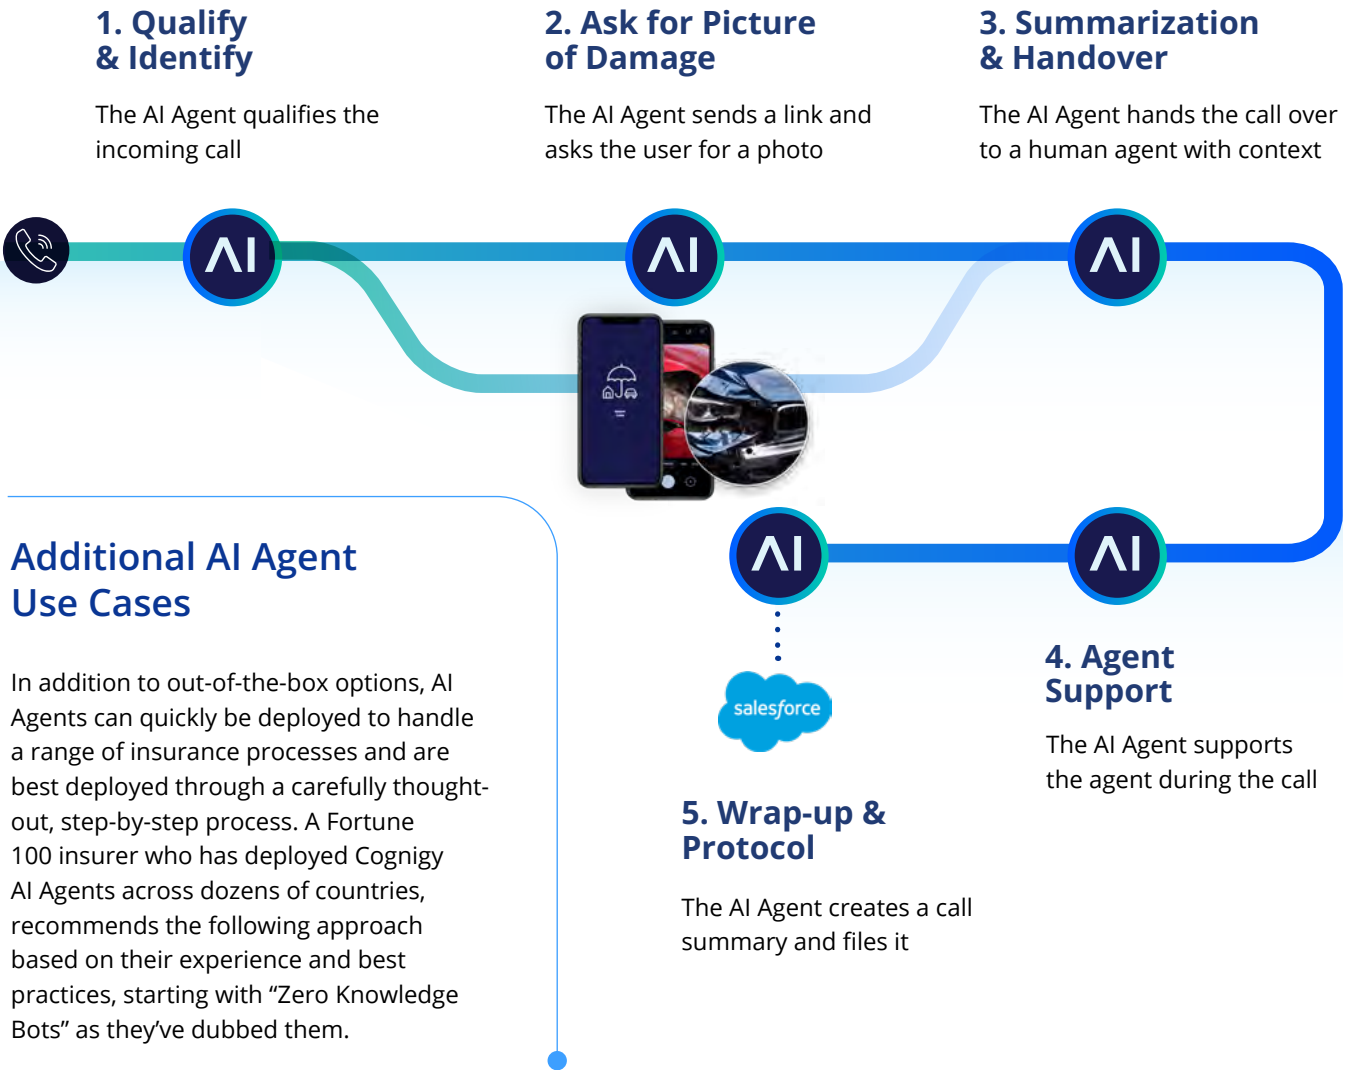 1. Qualify
& Identify
The AI Agent qualifies the
incoming call
2. Ask for Picture
of Damage
The AI Agent sends a link and
asks the user for a photo
3. Summarization
& Handover
The AI Agent hands the call over
to a human agent with context
AI
AI
AI
AI
AI
salesforce
4. Agent
Support
The AI Agent supports
the agent during the call
5. Wrap-up &
Protocol
The AI Agent creates a call
summary and files it
Additional AI Agent
Use Cases
In addition to out-of-the-box options, AI
Agents can quickly be deployed to handle
a range of insurance processes and are
best deployed through a carefully thought-
out, step-by-step process. A Fortune
100 insurer who has deployed Cognigy
AI Agents across dozens of countries,
recommends the following approach
based on their experience and best
practices, starting with “Zero Knowledge
Bots” as they’ve dubbed them.